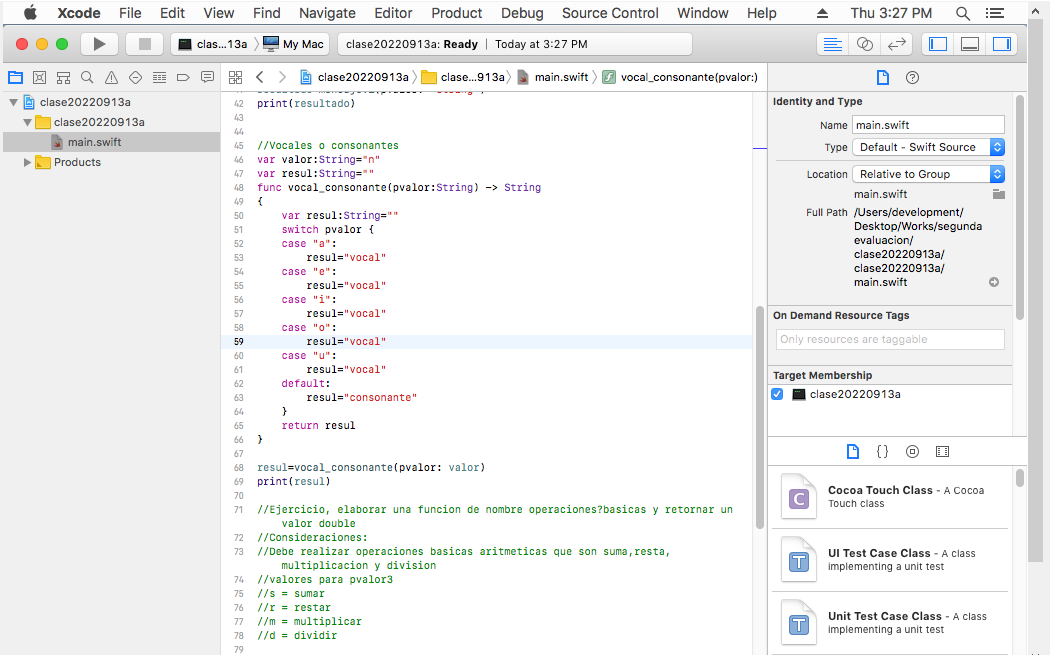 Xcode File Edit View Find Navigate Editor Product Debug Source Control Window Help Thu 3:27 PM
clas...13a My Mac clase20220913a: Ready Today at 3:27 PM
clase20220913a clase...913a main.swift vocal_consonante(pvalor:)
clase20220913a
clase20220913a
main.swift
Products
42 print(resultado)
43
44
45 //Vocales o consonantes
46 var valor:String="n"
47 var resul:String=""
48 func vocal_consonante(pvalor:String) -> String
49 {
50 var resul:String=""
51 switch pvalor {
52 case "a":
53 resul="vocal"
54 case "e":
55 resul="vocal"
56 case "i":
57 resul="vocal"
58 case "o":
59 resul="vocal"
60 case "u":
61 resul="vocal"
62 default:
63 resul="consonante"
64 }
65 return resul
66 }
67
68 resul=vocal_consonante(pvalor: valor)
69 print(resul)
70
71 //Ejercicio, elaborar una funcion de nombre operaciones?basicas y retornar un
valor double
72 //Consideraciones:
73 //Debe realizar operaciones basicas aritmeticas que son suma,resta,
multiplicacion y division
74 //valores para pvalor3
75 //s = sumar
76 //r = restar
77 //m = multiplicar
78 //d = dividir
79
Identity and Type
Name main.swift
Type Default - Swift Source
Location Relative to Group
main.swift
Full Path /Users/development/
Desktop/Works/segunda
evaluacion/
clase20220913a/
clase20220913a/
main.swift
On Demand Resource Tags
Only resources are taggable
Target Membership
clase20220913a
{}
C
Cocoa Touch Class - A Cocoa
Touch class
T
UI Test Case Class - A class
implementing a unit test
T
Unit Test Case Class - A class
implementing a unit test